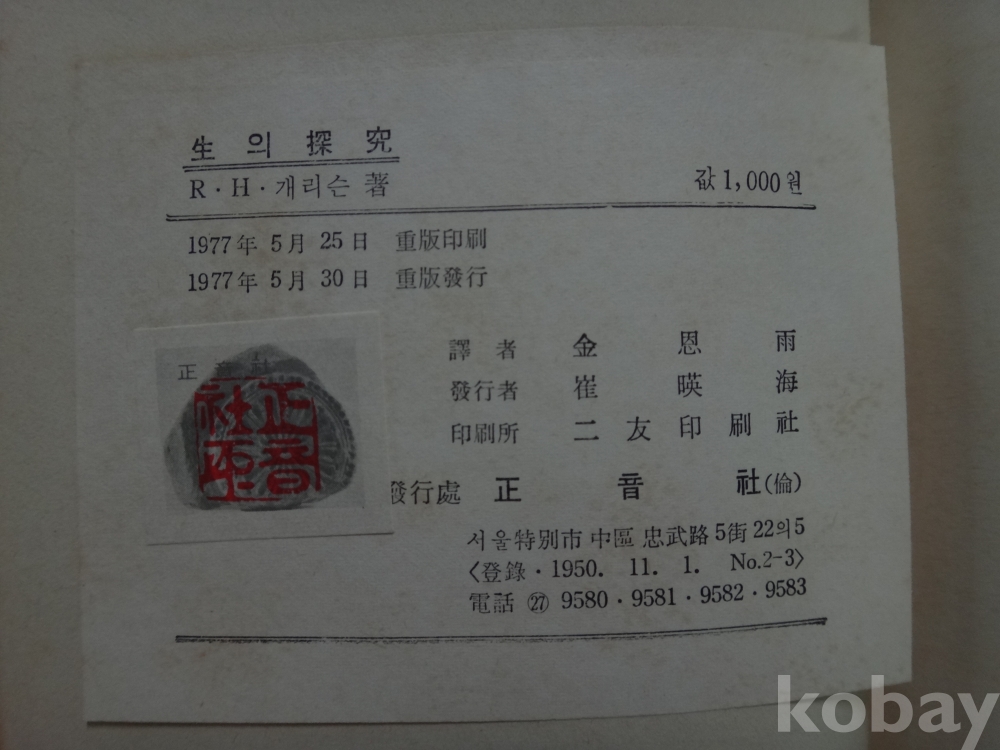 生의 探究
R·H·개리슨 著
값 1,000원
1977年 5月 25日 重版印刷
1977年 5月 30日 重版發行
譯者 金恩雨
發行者 崔暎海
印刷所 二友印刷社
發行處 正音社(倫)
서울特別市 中區 忠武路 5街 22의5
〈登錄·1950. 11. 1. No.2-3〉
電話 ㉗ 9580·9581·9582·9583
正音社
正音社
kobay